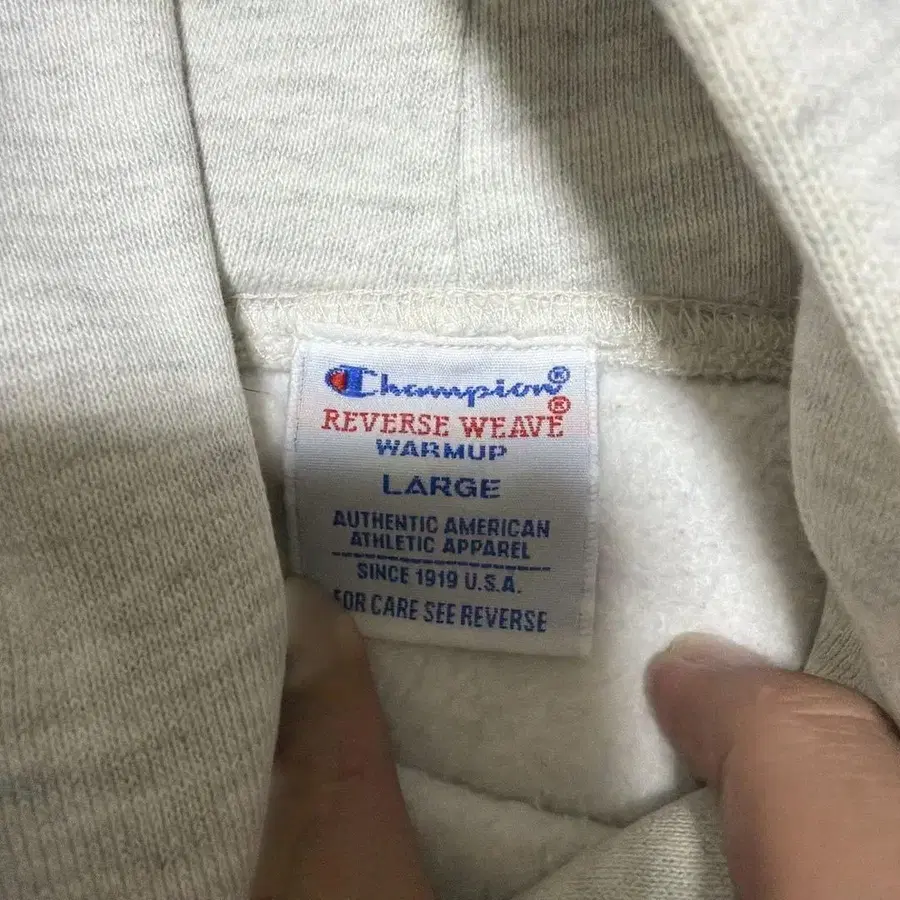 Champion®
REVERSE WEAVE®
WARMUP
LARGE
AUTHENTIC AMERICAN
ATHLETIC APPAREL
SINCE 1919 U.S.A.
FOR CARE SEE REVERSE